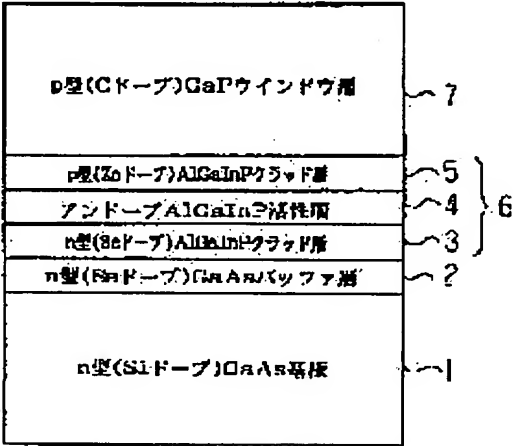 p型(Cドープ)GaPウインドウ層 7
p型(Znドープ)AlGaInPクラッド層 5
アンドープAlGaInP活性層 4
6
n型(Seドープ)AlGaInPクラッド層 3
n型(Seドープ)GaAsバッファ層 2
n型(Siドープ)GaAs基板 1